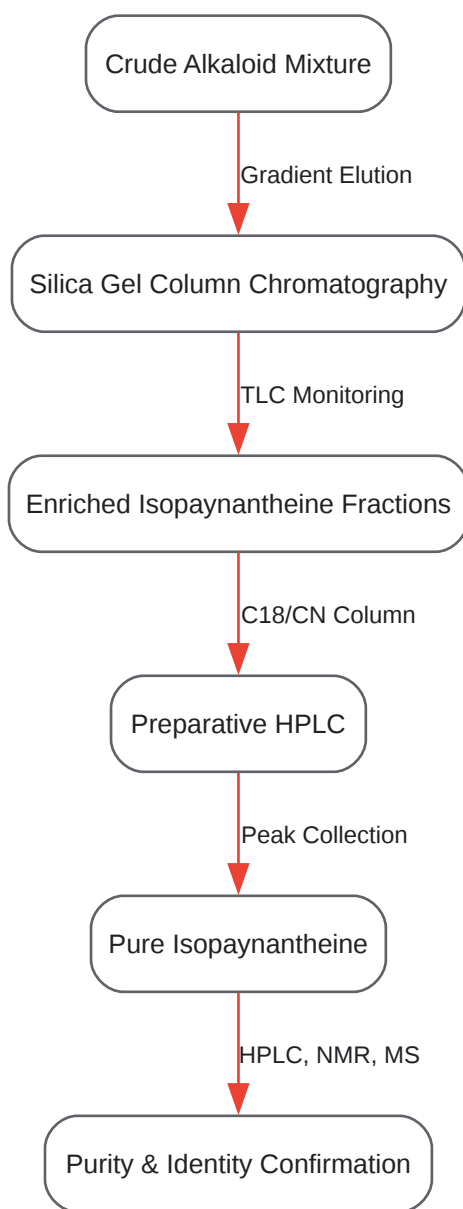 Crude Alkaloid Mixture
Gradient Elution
Silica Gel Column Chromatography
TLC Monitoring
Enriched Isopaynantheine Fractions
C18/CN Column
Preparative HPLC
Peak Collection
Pure Isopaynantheine
HPLC, NMR, MS
Purity & Identity Confirmation